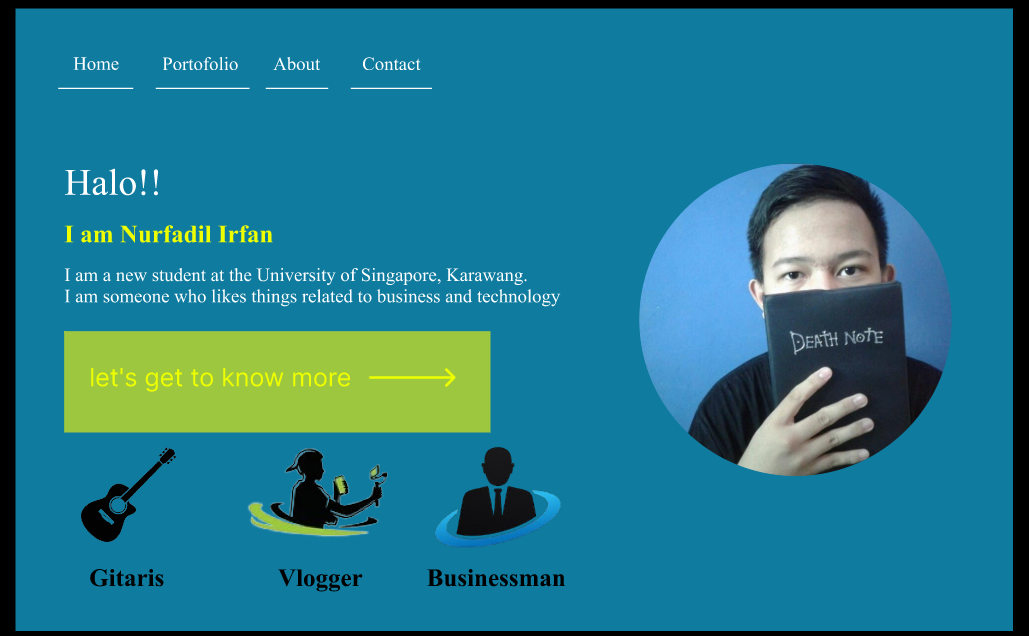 Home Portofolio About Contact
Halo!!
I am Nurfadil Irfan
I am a new student at the University of Singapore, Karawang.
I am someone who likes things related to business and technology
let's get to know more
DEATH NOTE
Gitaris Vlogger Businessman